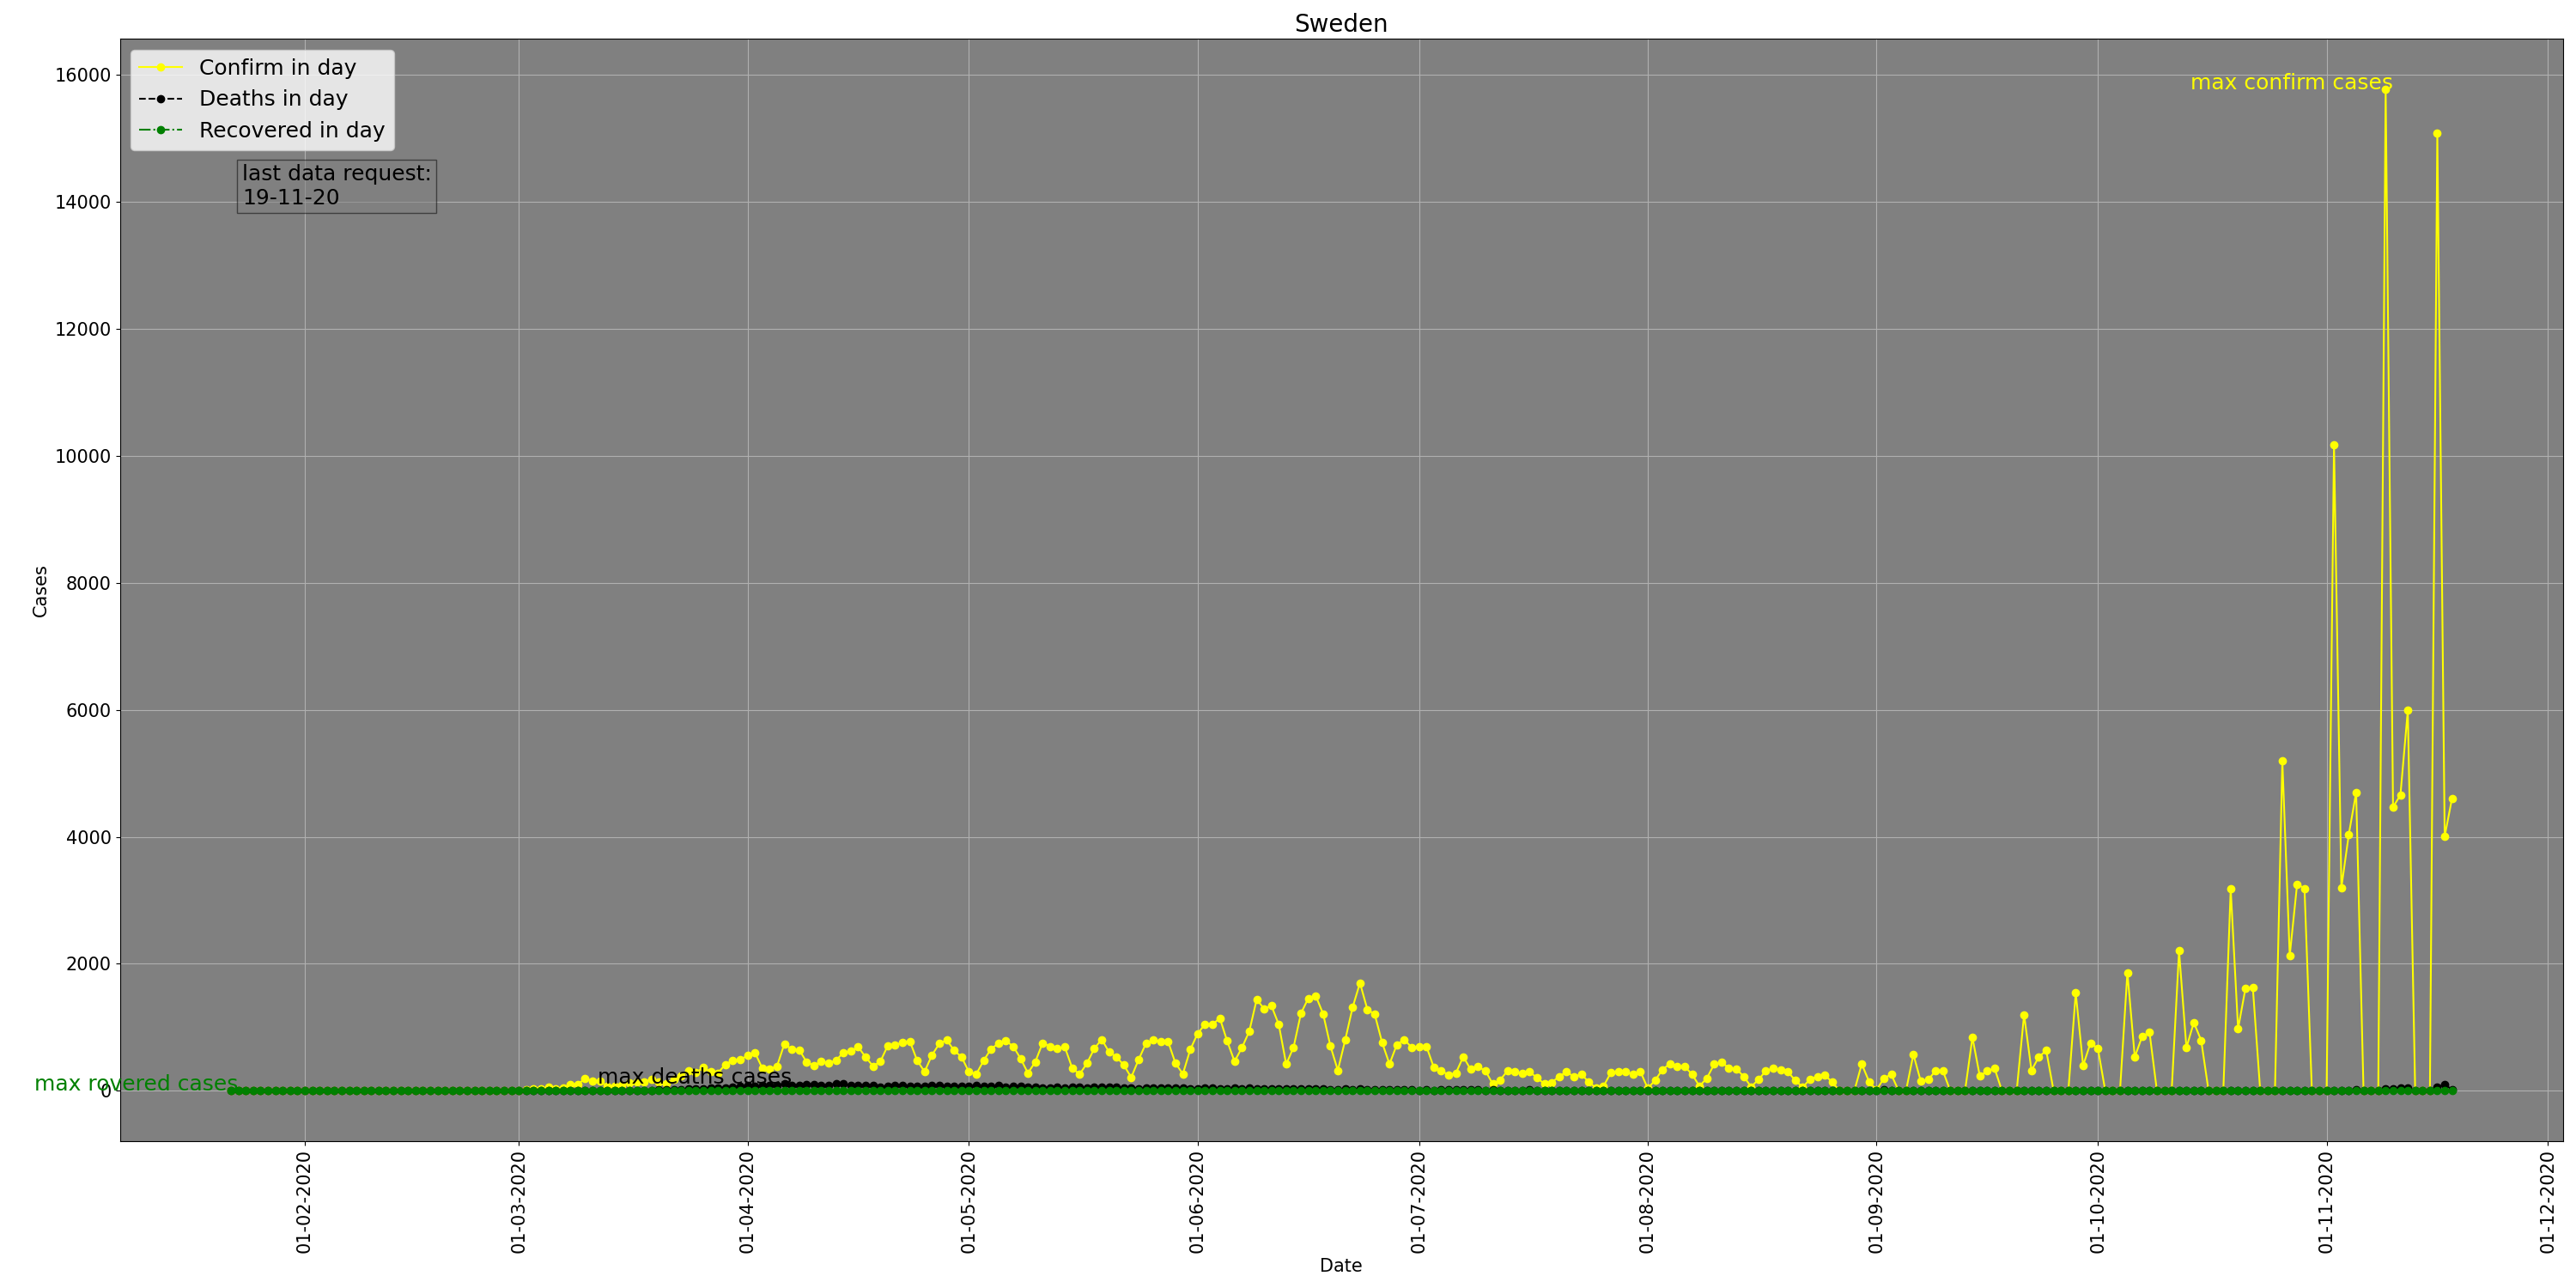 Sweden
Confirm in day
Deaths in day
Recovered in day
last data request:
19-11-20
max confirm cases
max deaths cases
max rovered cases
16000
14000
12000
10000
8000
6000
4000
2000
0
Cases
01-02-2020
01-03-2020
01-04-2020
01-05-2020
01-06-2020
01-07-2020
01-08-2020
01-09-2020
01-10-2020
01-11-2020
01-12-2020
Date